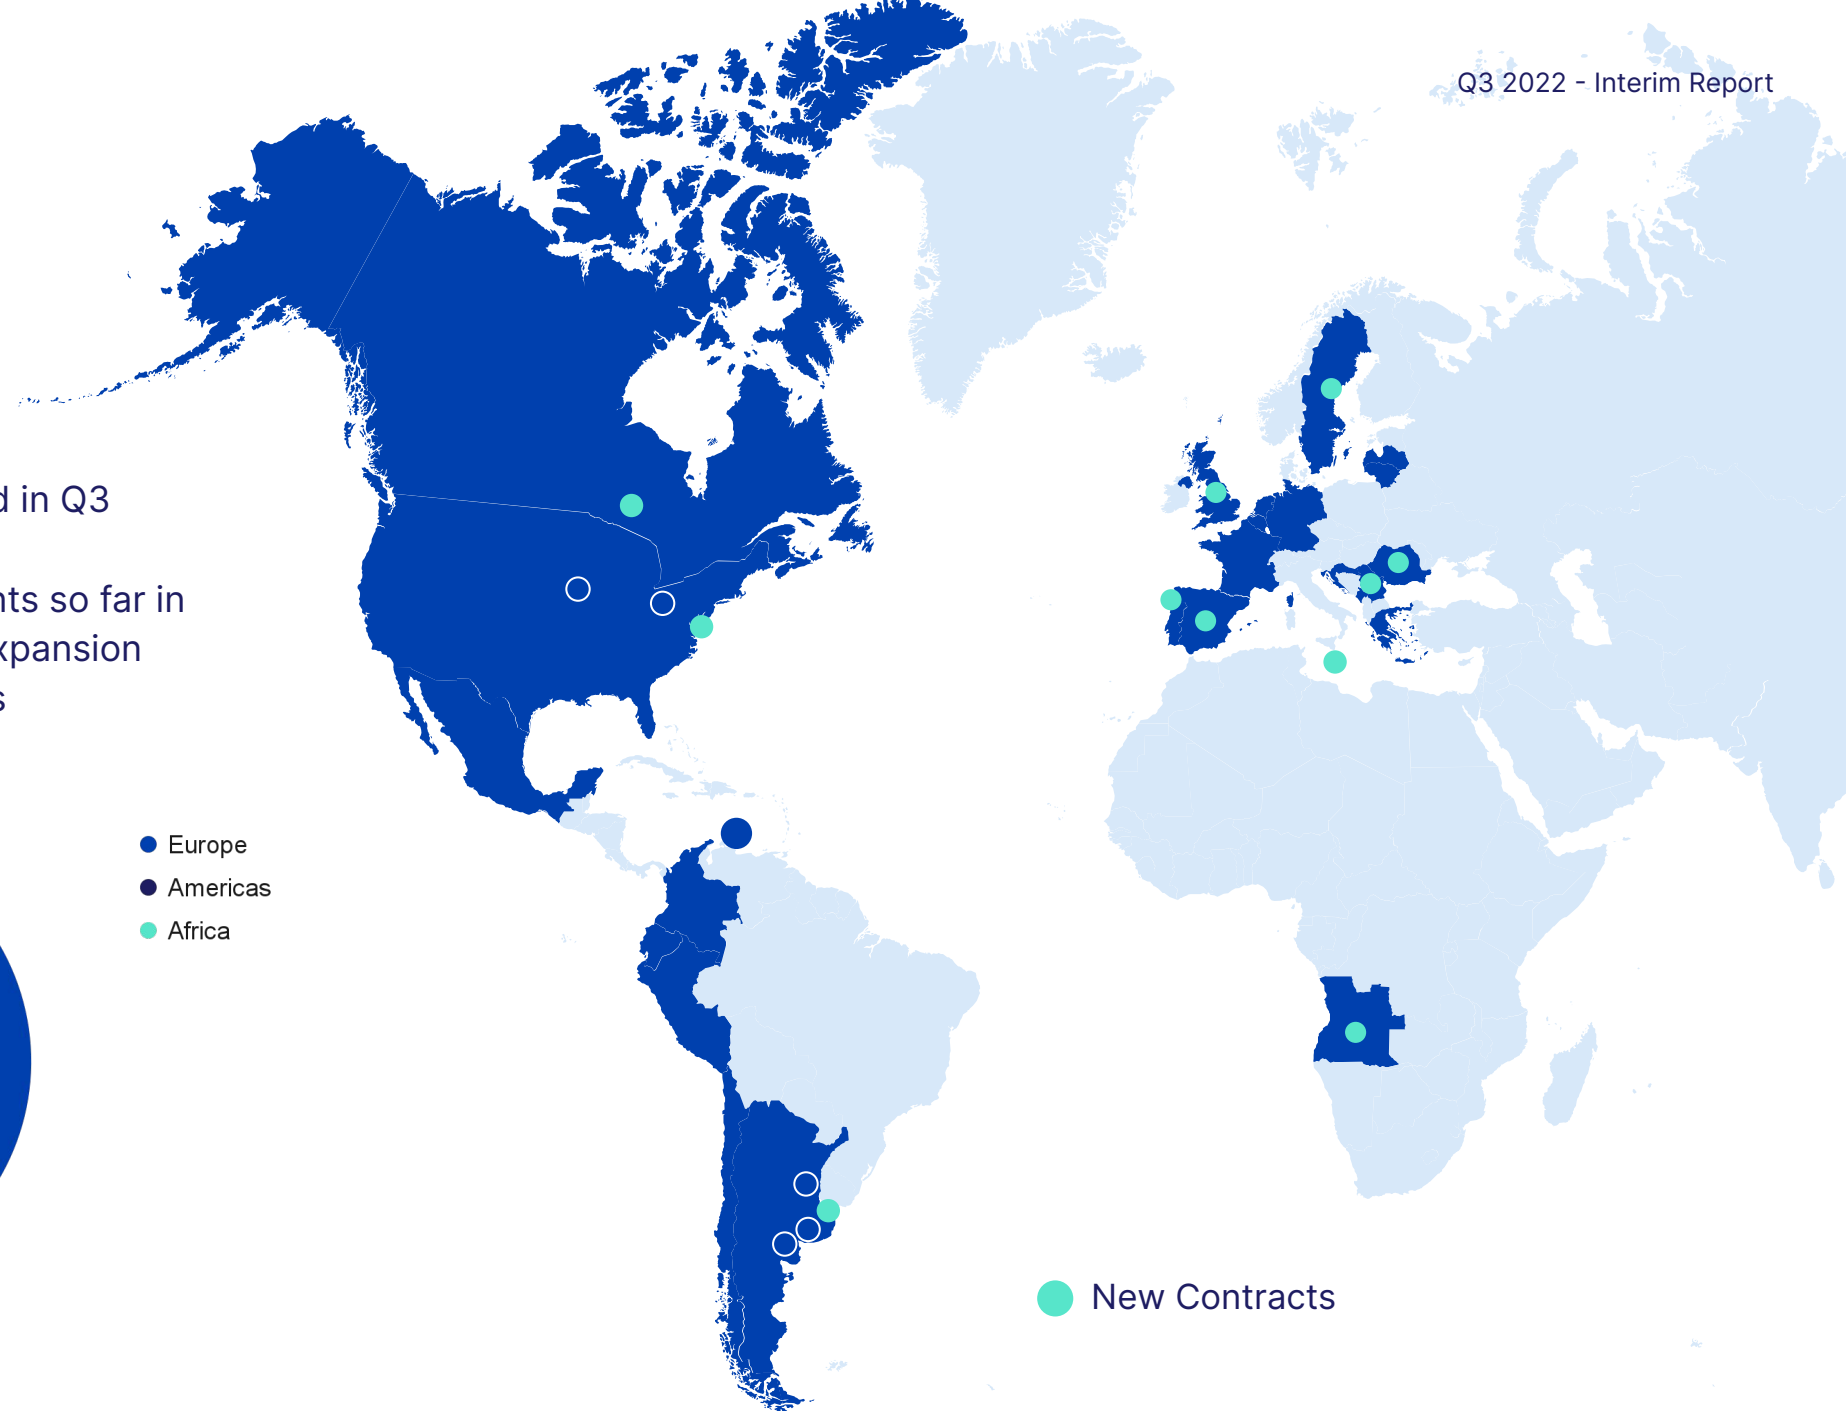 Q3 2022 - Interim Report
d in Q3
nts so far in
xpansion
s
Europe
Americas
Africa
New Contracts